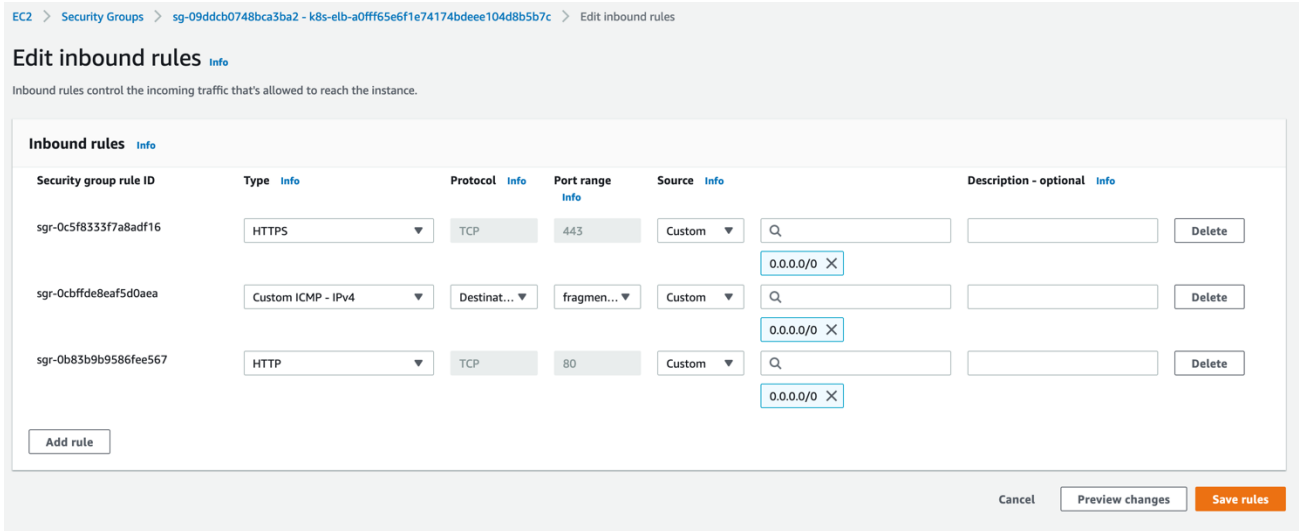 EC2 > Security Groups > sg-09ddcb0748bca3ba2 - k8s-elb-a0fff65e6f1e74174bdeee104d8b5b7c > Edit inbound rules
Edit inbound rules Info
Inbound rules control the incoming traffic that's allowed to reach the instance.
Inbound rules Info
Security group rule ID Type Info Protocol Info Port range Info Source Info Description - optional Info
sgr-0c5f8333f7a8adf16 HTTPS TCP 443 Custom Delete
0.0.0.0/0
sgr-0cbffde8eaf5d0aea Custom ICMP - IPv4 Destinat... fragmen... Custom Delete
0.0.0.0/0
sgr-0b83b9b9586fee567 HTTP TCP 80 Custom Delete
0.0.0.0/0
Add rule
Cancel Preview changes Save rules